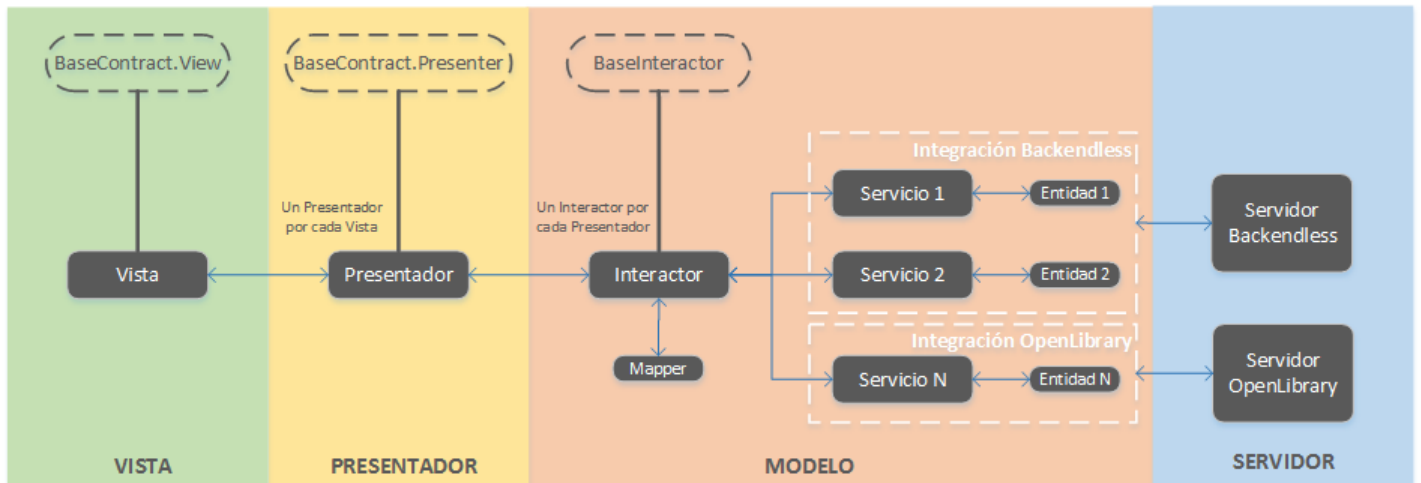 BaseContract.View
BaseContract.Presenter
BaseInteractor
Integración Backendless
Servicio 1
Entidad 1
Un Presentador
por cada Vista
Un Interactor por
cada Presentador
Servidor
Backendless
Vista
Presentador
Interactor
Servicio 2
Entidad 2
Integración OpenLibrary
Mapper
Servicio N
Entidad N
Servidor
OpenLibrary
VISTA
PRESENTADOR
MODELO
SERVIDOR